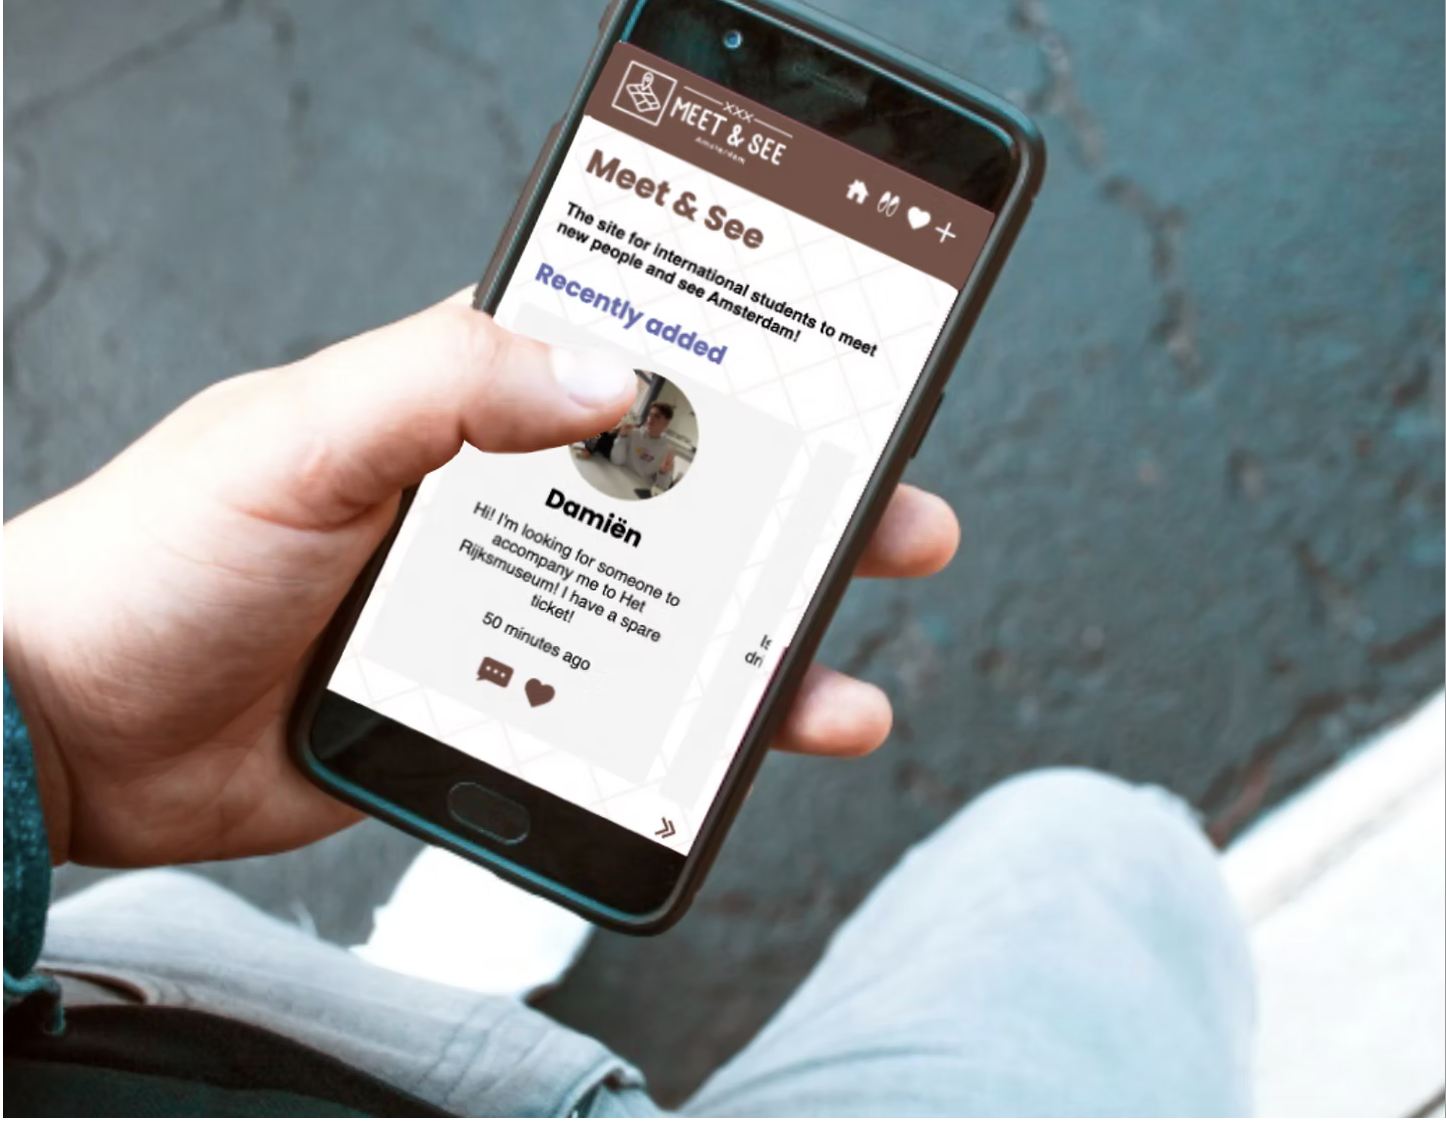 XXX
MEET & SEE
Amsterdam
Meet & See
The site for international students to meet
new people and see Amsterdam!
Recently added
Damiën
Hi! I'm looking for someone to
accompany me to Het
Rijksmuseum! I have a spare
ticket!
50 minutes ago
dri